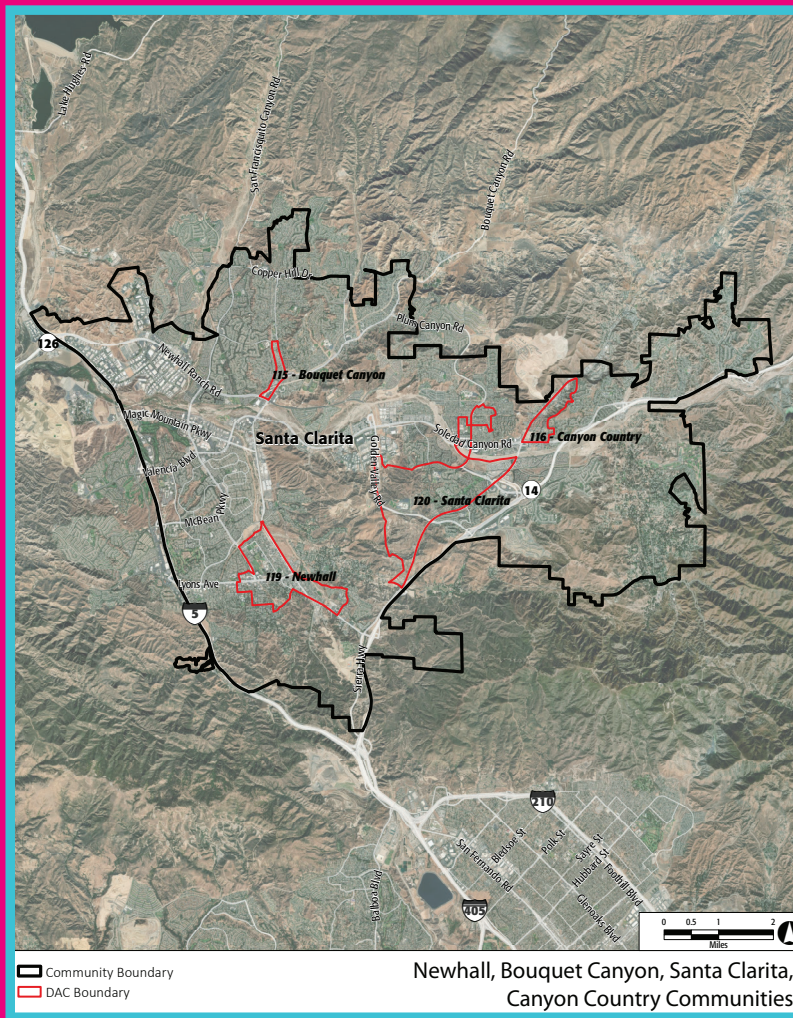 Lake Hughes Rd
San Francisquito Canyon Rd
Bouquet Canyon Rd
Copper Hill Dr
Plum Canyon Rd
126
Newhall Ranch Rd
115 - Bouquet Canyon
Magic Mountain Pkwy
Santa Clarita
Soledad Canyon Rd
116 - Canyon Country
Valencia Blvd
Golden Valley Rd
14
120 - Santa Clarita
McBean Pkwy
119 - Newhall
Lyons Ave
5
Sierra Hwy
210
Bledsoe St
Polk St
Sayre St
Hubbard St
Foothill Blvd
San Fernando Rd
Glenoaks Blvd
Balboa Blvd
405
0 0.5 1 2
Miles
Community Boundary
DAC Boundary
Newhall, Bouquet Canyon, Santa Clarita,
Canyon Country Communities